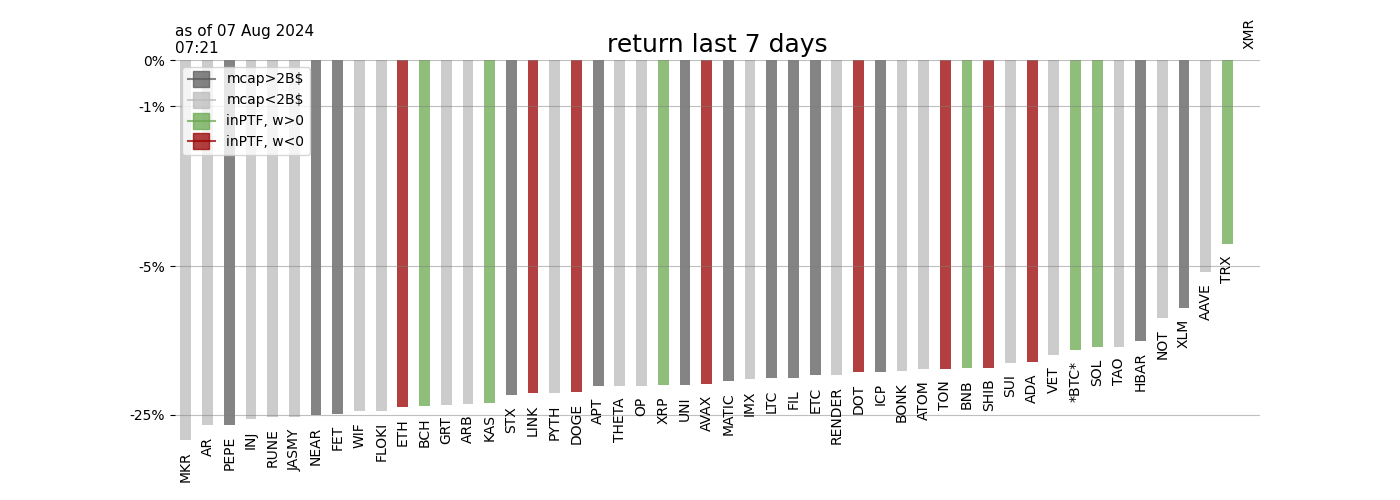 as of 07 Aug 2024
07:21
return last 7 days
XMR
0%
-1%
-5%
-25%
mcap>2B$
mcap<2B$
inPTF, w>0
inPTF, w<0
MKR
AR
PEPE
INJ
RUNE
JASMY
NEAR
FET
WIF
FLOKI
ETH
BCH
GRT
ARB
KAS
STX
LINK
PYTH
DOGE
APT
THETA
OP
XRP
UNI
AVAX
MATIC
IMX
LTC
FIL
ETC
RENDER
DOT
ICP
BONK
ATOM
TON
BNB
SHIB
SUI
ADA
VET
*BTC*
SOL
TAO
HBAR
NOT
XLM
AAVE
TRX